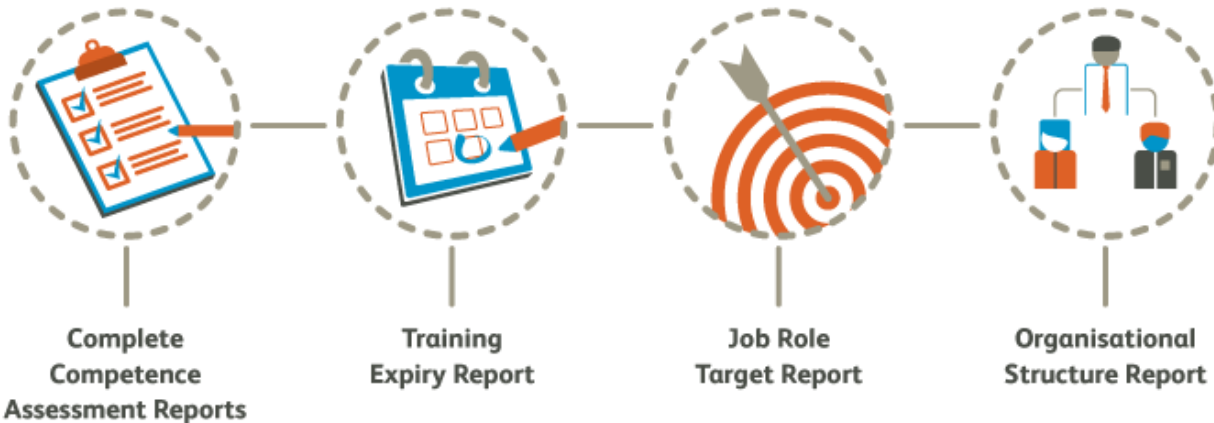 Complete
Competence
Assessment Reports
Training
Expiry Report
Job Role
Target Report
Organisational
Structure Report